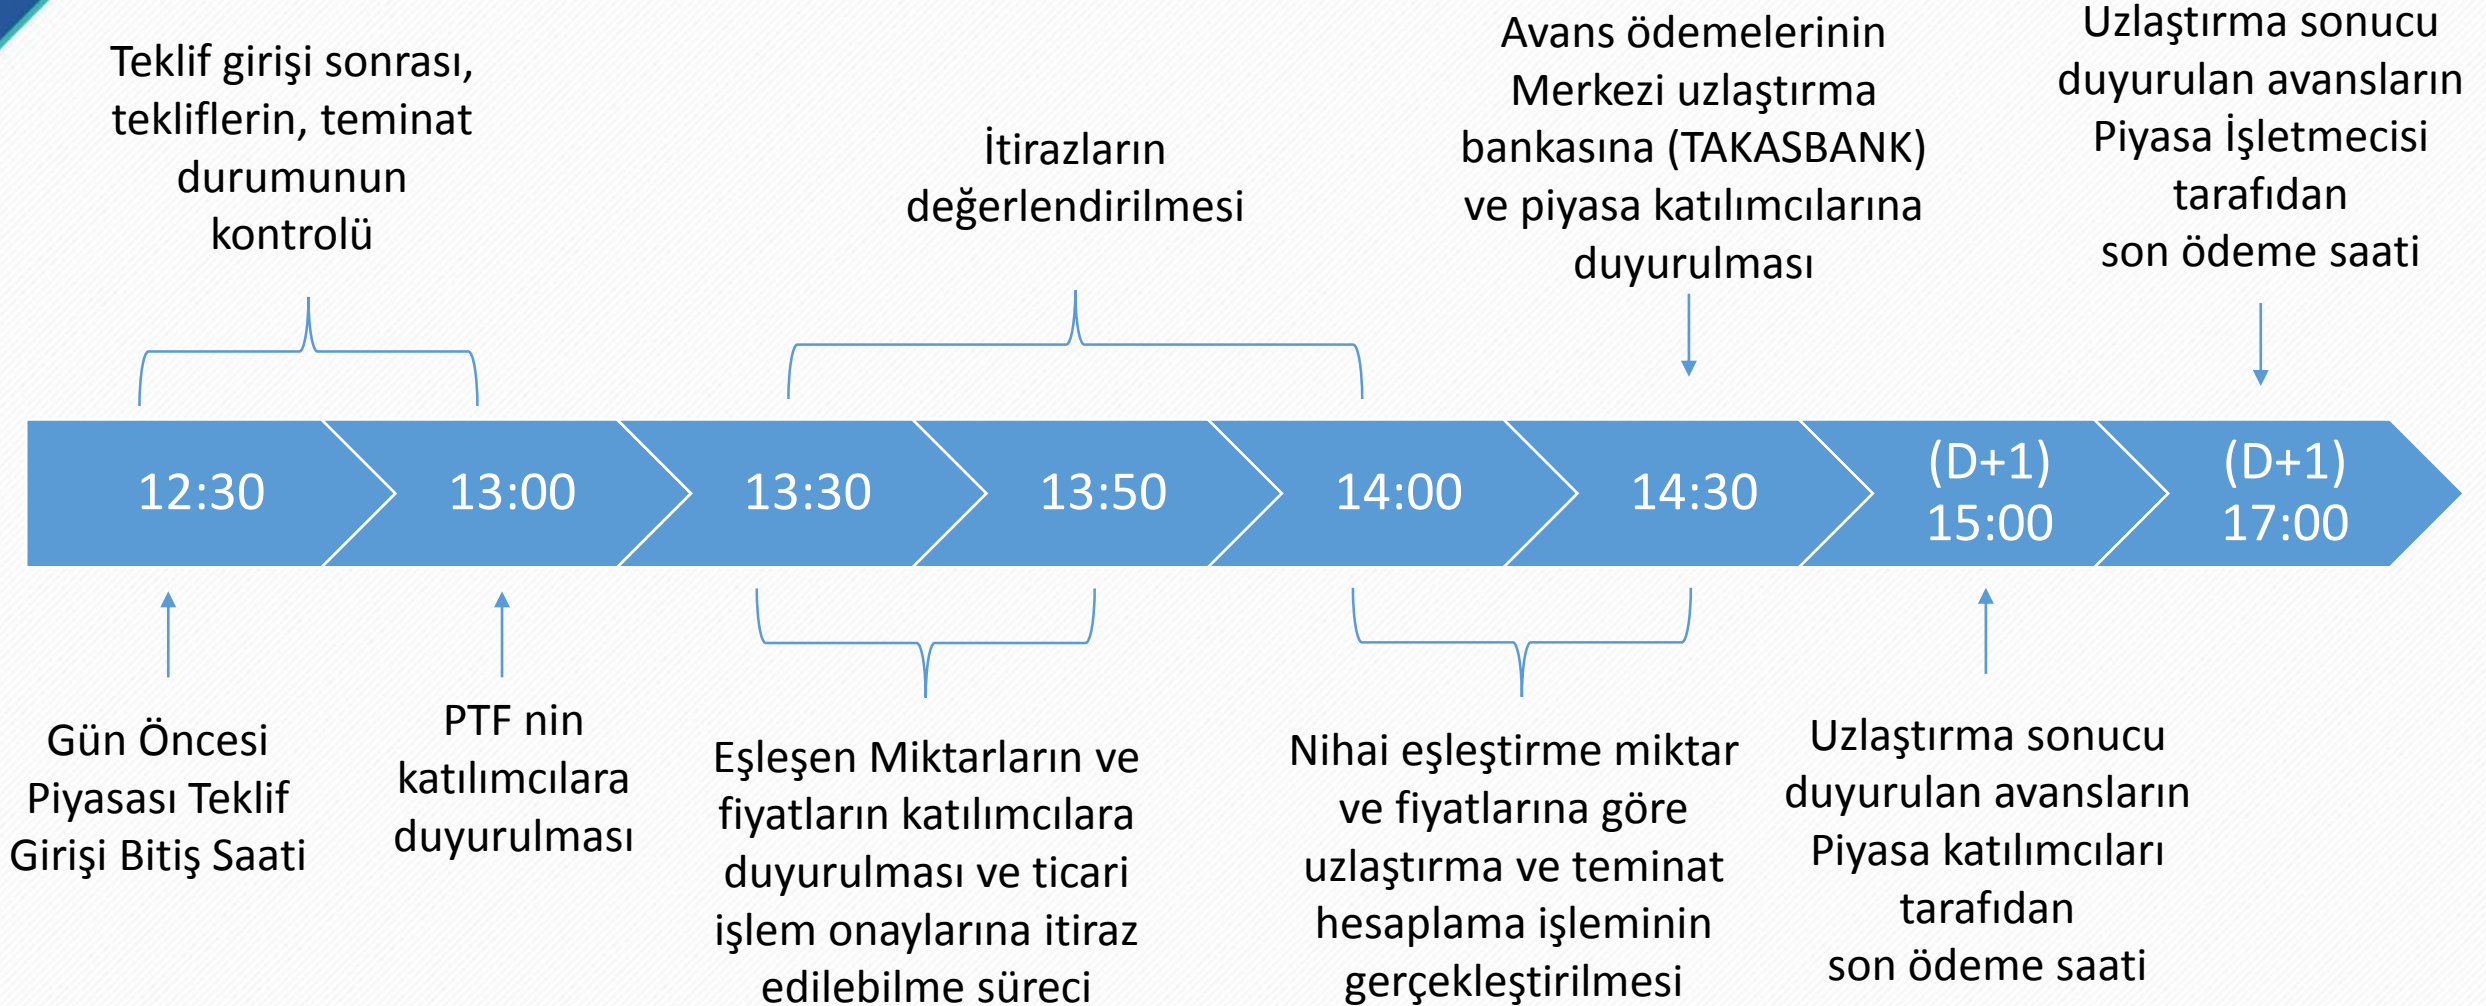 Teklif girişi sonrası,
tekliflerin, teminat
durumunun
kontrolü
İtirazların
değerlendirilmesi
Avans ödemelerinin
Merkezi uzlaştırma
bankasına (TAKASBANK)
ve piyasa katılımcılarına
duyurulması
Uzlaştırma sonucu
duyurulan avansların
Piyasa İşletmecisi
tarafıdan
son ödeme saati
12:30
13:00
13:30
13:50
14:00
14:30
(D+1)
15:00
(D+1)
17:00
Gün Öncesi
Piyasası Teklif
Girişi Bitiş Saati
PTF nin
katılımcılara
duyurulması
Eşleşen Miktarların ve
fiyatların katılımcılara
duyurulması ve ticari
işlem onaylarına itiraz
edilebilme süreci
Nihai eşleştirme miktar
ve fiyatlarına göre
uzlaştırma ve teminat
hesaplama işleminin
gerçekleştirilmesi
Uzlaştırma sonucu
duyurulan avansların
Piyasa katılımcıları
tarafıdan
son ödeme saati